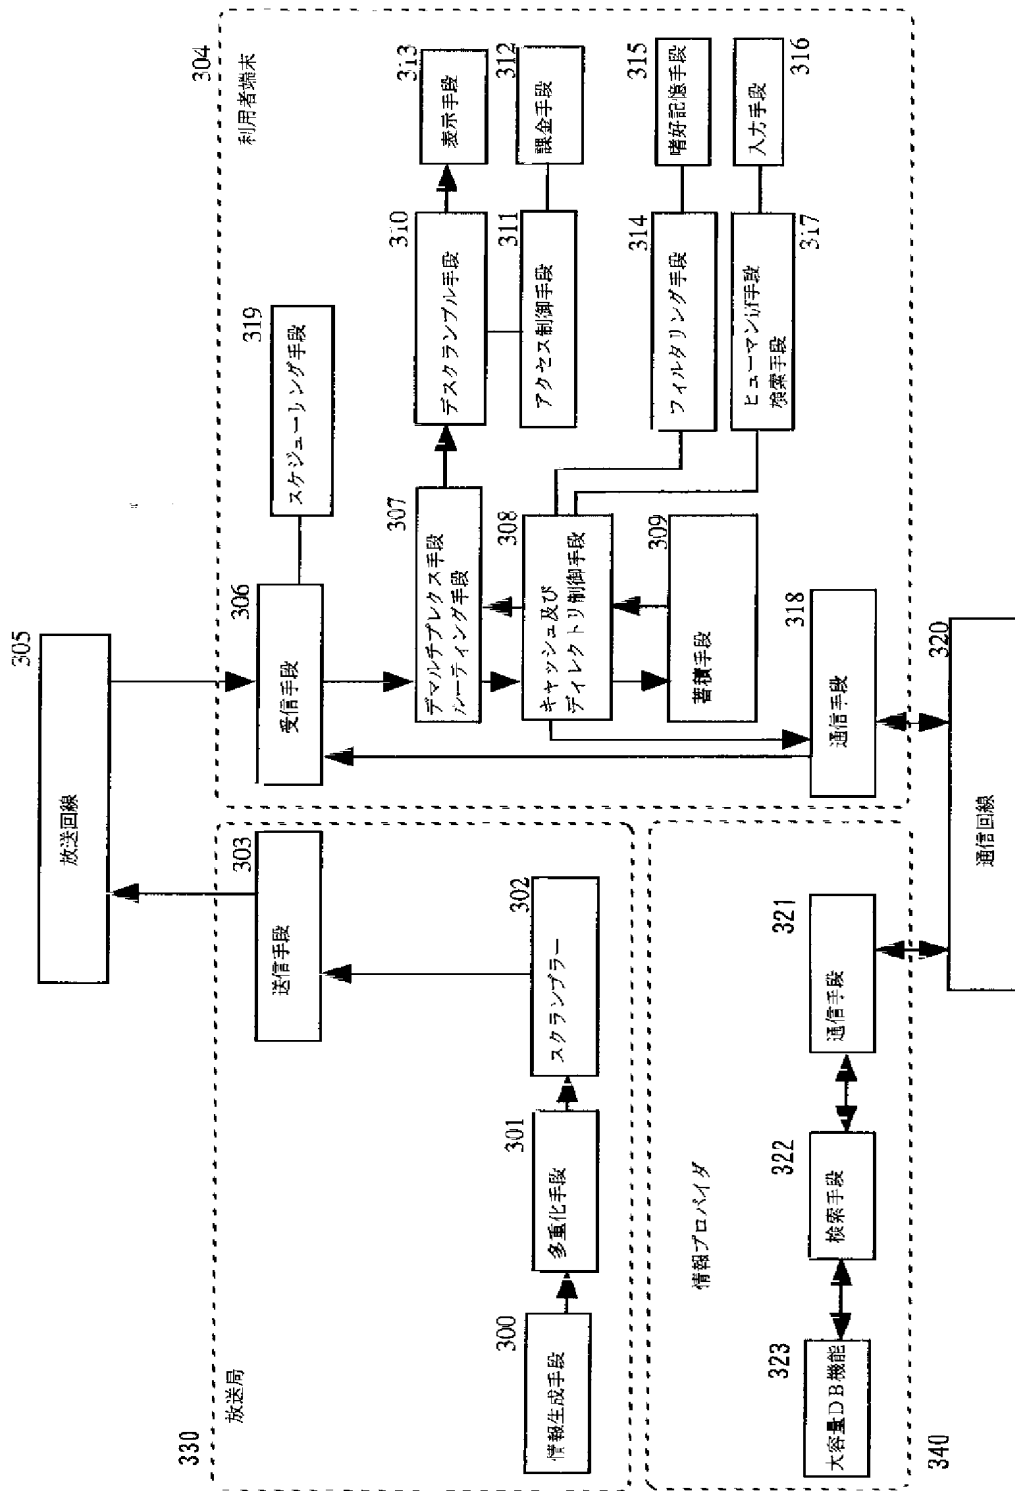 330
放送局
300
情報生成手段
301
多重化手段
302
スクランブラー
303
送信手段
305
放送回線
304
利用者端末
306
受信手段
319
スケジューリング手段
307
デマルチプレクス手段
ルーティング手段
310
デスクランブル手段
313
表示手段
311
アクセス制御手段
312
課金手段
308
キャッシュ及び
ディレクトリ制御手段
309
蓄積手段
314
フィルタリング手段
315
嗜好記憶手段
317
ヒューマンi/f手段
検索手段
316
入力手段
318
通信手段
320
通信回線
340
情報プロバイダ
321
通信手段
322
検索手段
323
大容量DB機能